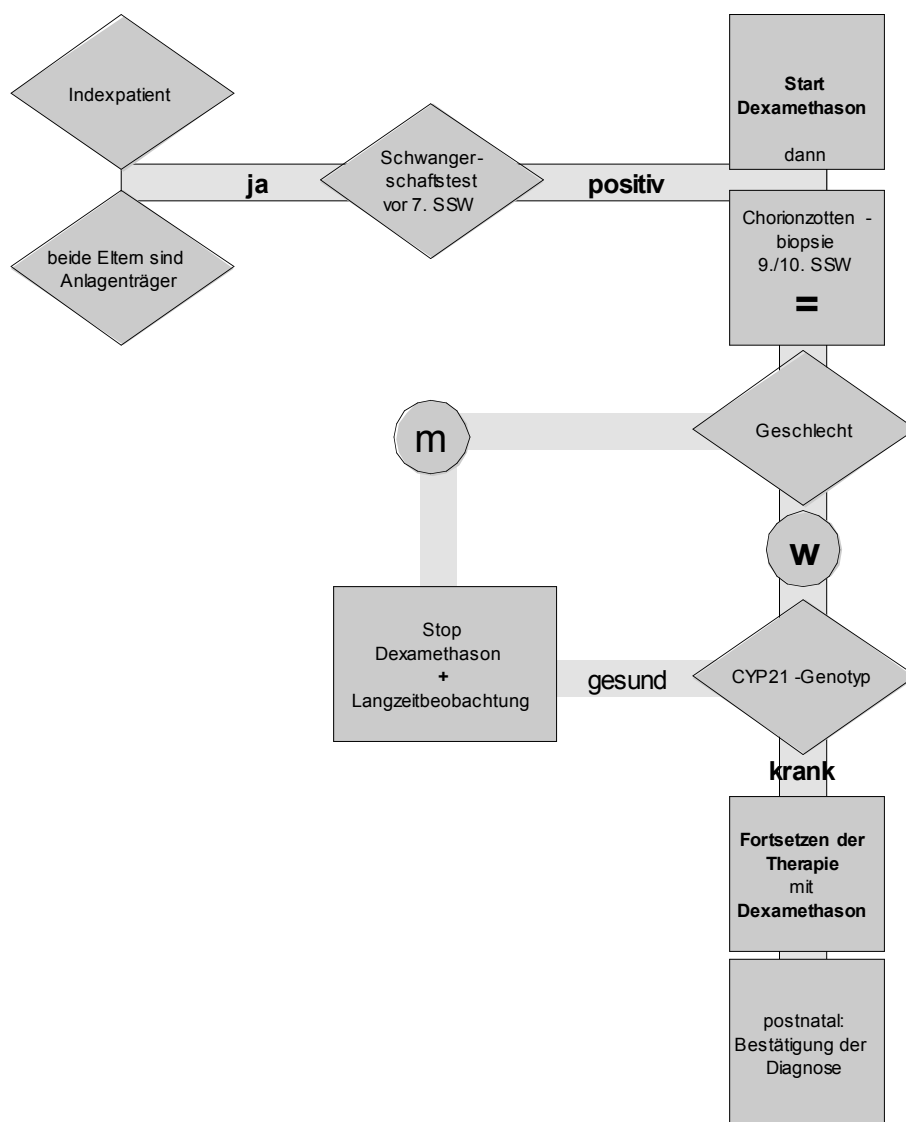 Indexpatient
ja
beide Eltern sind
Anlagenträger
Schwanger-
schaftstest
vor 7. SSW
positiv
Start
Dexamethason
dann
Chorionzotten -
biopsie
9./10. SSW
=
Geschlecht
m
w
Stop
Dexamethason
+
Langzeitbeobachtung
gesund
CYP21 -Genotyp
krank
Fortsetzen der
Therapie
mit
Dexamethason
postnatal:
Bestätigung der
Diagnose